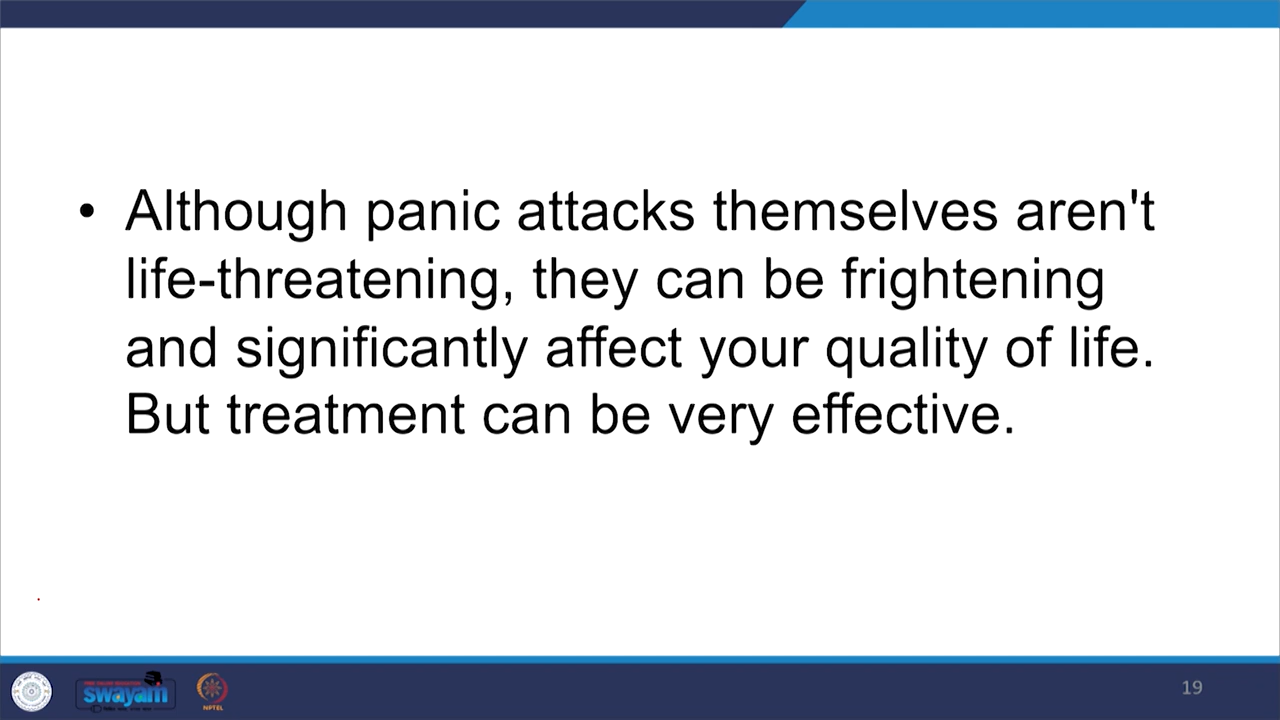 • Although panic attacks themselves aren't
life-threatening, they can be frightening
and significantly affect your quality of life.
But treatment can be very effective.
swayam
NPTEL
19